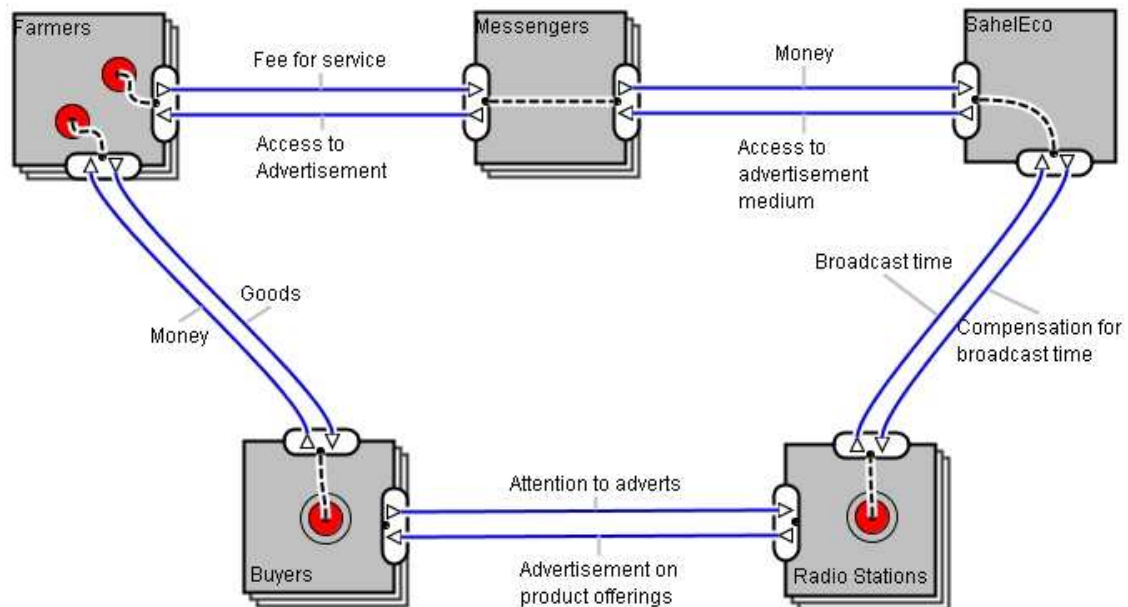 Farmers
Messengers
SahelEco
Fee for service
Money
Access to
Advertisement
Access to
advertisement
medium
Broadcast time
Goods
Money
Compensation for
broadcast time
Attention to adverts
Buyers
Advertisement on
product offerings
Radio Stations